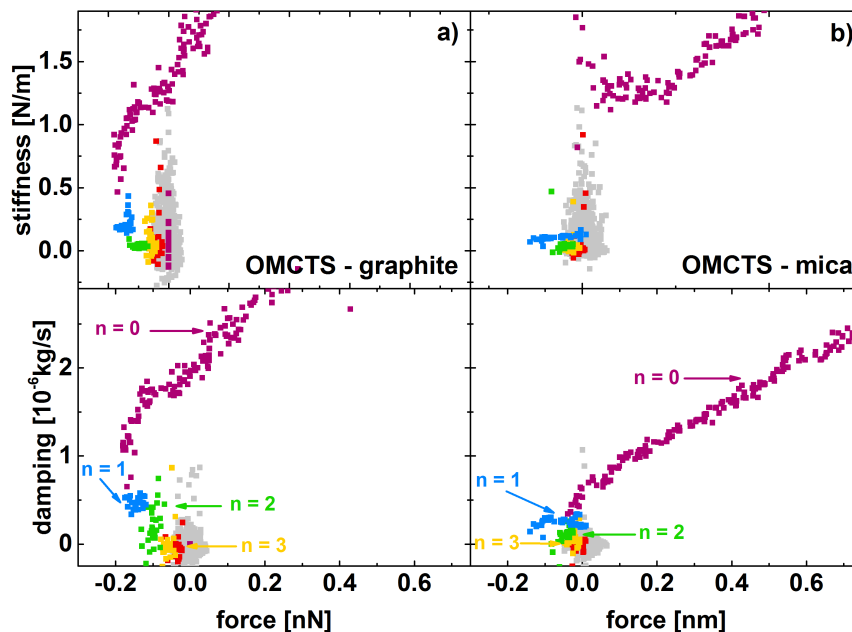 a)
b)
stiffness [N/m]
1.5
1.0
0.5
0.0
OMCTS - graphite
OMCTS - mica
damping [10⁻⁶kg/s]
2
1
0
n = 0
n = 1
n = 2
n = 3
n = 0
n = 1
n = 3
n = 2
-0.2 0.0 0.2 0.4 0.6
-0.2 0.0 0.2 0.4 0.6
force [nN]
force [nm]